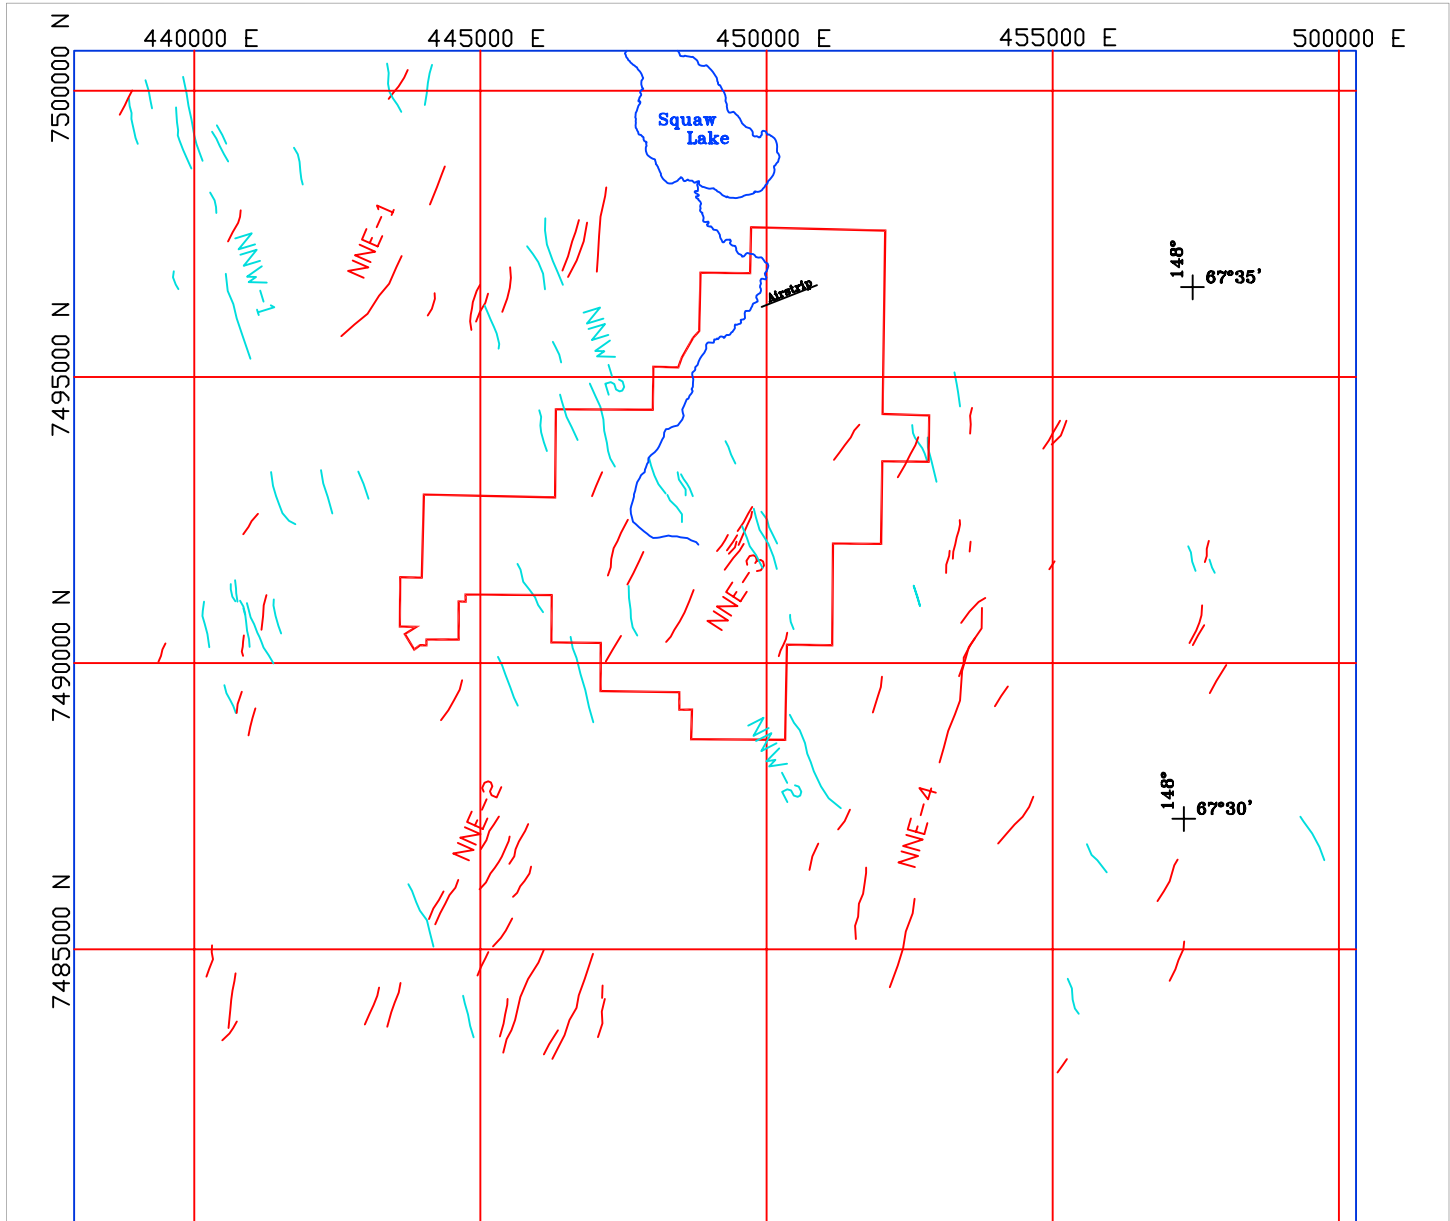 440000 E
445000 E
450000 E
455000 E
500000 E
7500000 N
7495000 N
7490000 N
7485000 N
Squaw
Lake
NNE-1
NNW-1
148°
67°35'
Airstrip
NNW-2
NNE-3
NNW-2
148°
67°30'
NNE-2
NNE-4